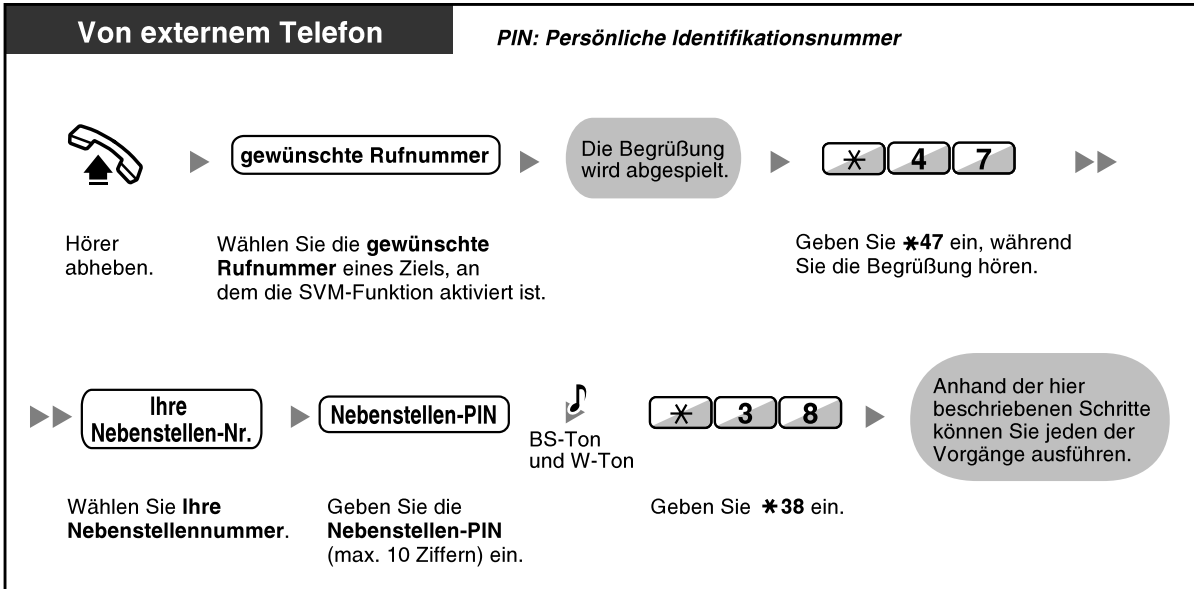 Von externem Telefon
PIN: Persönliche Identifikationsnummer
gewünschte Rufnummer
Die Begrüßung
wird abgespielt.
* 4 7
Hörer
abheben.
Wählen Sie die gewünschte
Rufnummer eines Ziels, an
dem die SVM-Funktion aktiviert ist.
Geben Sie *47 ein, während
Sie die Begrüßung hören.
Ihre
Nebenstellen-Nr.
Nebenstellen-PIN
BS-Ton
und W-Ton
* 3 8
Anhand der hier
beschriebenen Schritte
können Sie jeden der
Vorgänge ausführen.
Wählen Sie Ihre
Nebenstellennummer.
Geben Sie die
Nebenstellen-PIN
(max. 10 Ziffern) ein.
Geben Sie *38 ein.